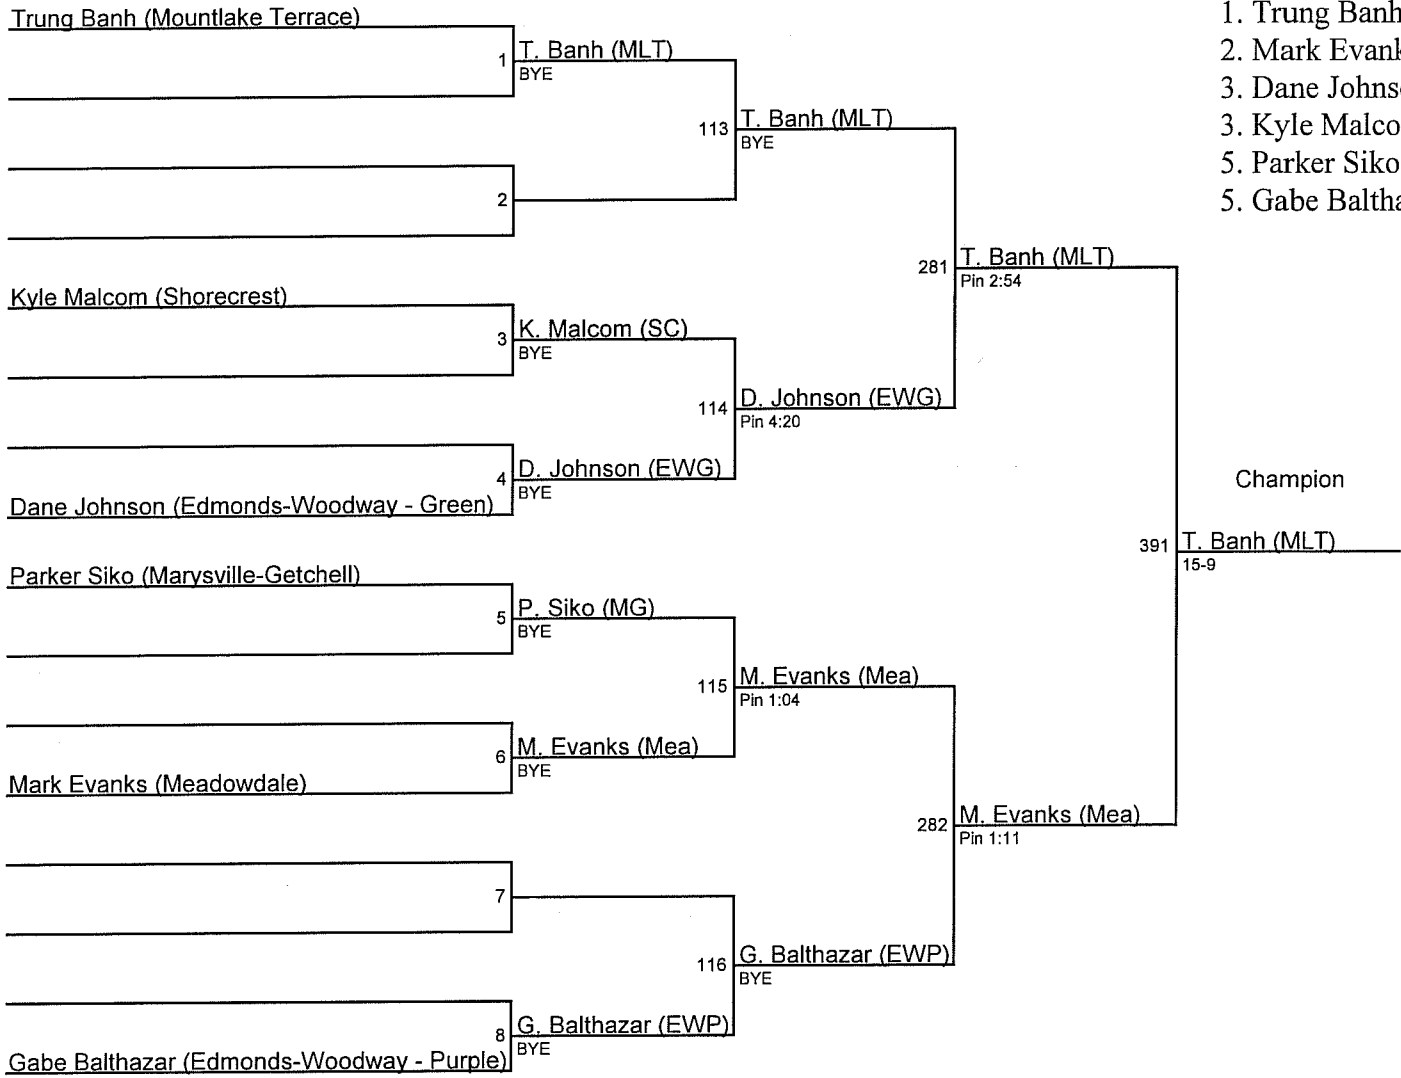 Trung Banh (Mountlake Terrace)
1 T. Banh (MLT)
BYE
113 T. Banh (MLT)
BYE
2
281 T. Banh (MLT)
Pin 2:54
Kyle Malcom (Shorecrest)
3 K. Malcom (SC)
BYE
114 D. Johnson (EWG)
Pin 4:20
4 D. Johnson (EWG)
BYE
Dane Johnson (Edmonds-Woodway - Green)
Champion
391 T. Banh (MLT)
15-9
Parker Siko (Marysville-Getchell)
5 P. Siko (MG)
BYE
115 M. Evanks (Mea)
Pin 1:04
6 M. Evanks (Mea)
BYE
Mark Evanks (Meadowdale)
282 M. Evanks (Mea)
Pin 1:11
7
116 G. Balthazar (EWP)
BYE
8 G. Balthazar (EWP)
BYE
Gabe Balthazar (Edmonds-Woodway - Purple)
1. Trung Banh
2. Mark Evank
3. Dane Johns
3. Kyle Malco
5. Parker Siko
5. Gabe Baltha